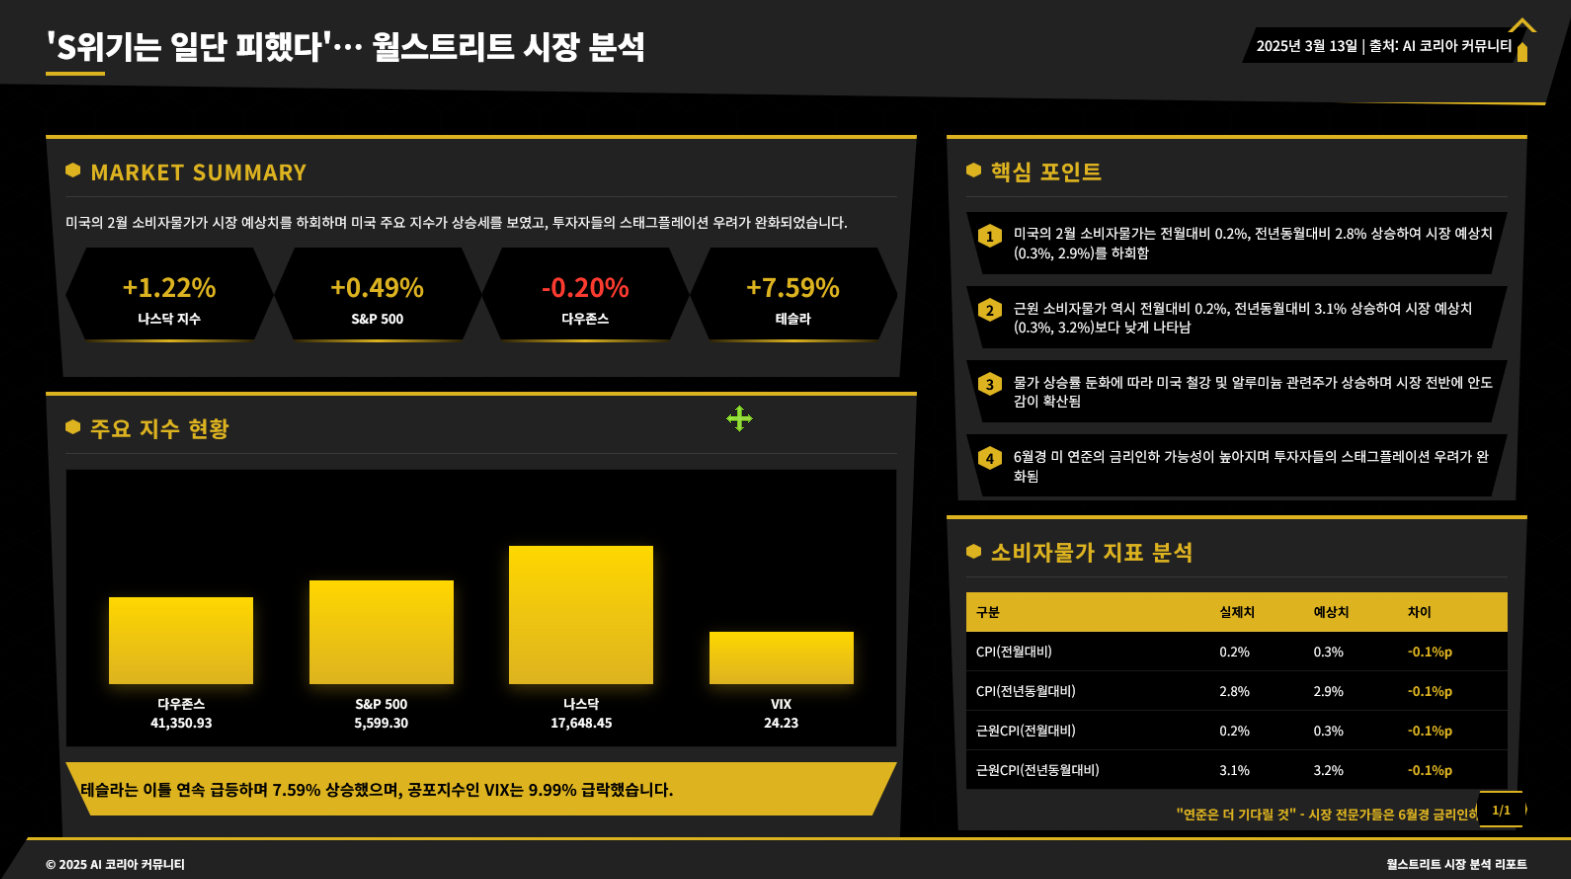 'S위기는 일단 피했다'··· 월스트리트 시장 분석
2025년 3월 13일 | 출처: AI 코리아 커뮤니티
MARKET SUMMARY
미국의 2월 소비자물가가 시장 예상치를 하회하며 미국 주요 지수가 상승세를 보였고, 투자자들의 스태그플레이션 우려가 완화되었습니다.
+1.22%
나스닥 지수
+0.49%
S&P 500
-0.20%
다우존스
+7.59%
테슬라
주요 지수 현황
다우존스
41,350.93
S&P 500
5,599.30
나스닥
17,648.45
VIX
24.23
테슬라는 이틀 연속 급등하며 7.59% 상승했으며, 공포지수인 VIX는 9.99% 급락했습니다.
핵심 포인트
1
미국의 2월 소비자물가는 전월대비 0.2%, 전년동월대비 2.8% 상승하여 시장 예상치
(0.3%, 2.9%)를 하회함
2
근원 소비자물가 역시 전월대비 0.2%, 전년동월대비 3.1% 상승하여 시장 예상치
(0.3%, 3.2%)보다 낮게 나타남
3
물가 상승률 둔화에 따라 미국 철강 및 알루미늄 관련주가 상승하며 시장 전반에 안도
감이 확산됨
4
6월경 미 연준의 금리인하 가능성이 높아지며 투자자들의 스태그플레이션 우려가 완
화됨
소비자물가 지표 분석
구분 실제치 예상치 차이
CPI(전월대비) 0.2% 0.3% -0.1%p
CPI(전년동월대비) 2.8% 2.9% -0.1%p
근원CPI(전월대비) 0.2% 0.3% -0.1%p
근원CPI(전년동월대비) 3.1% 3.2% -0.1%p
"연준은 더 기다릴 것" - 시장 전문가들은 6월경 금리인하
1/1
© 2025 AI 코리아 커뮤니티
월스트리트 시장 분석 리포트